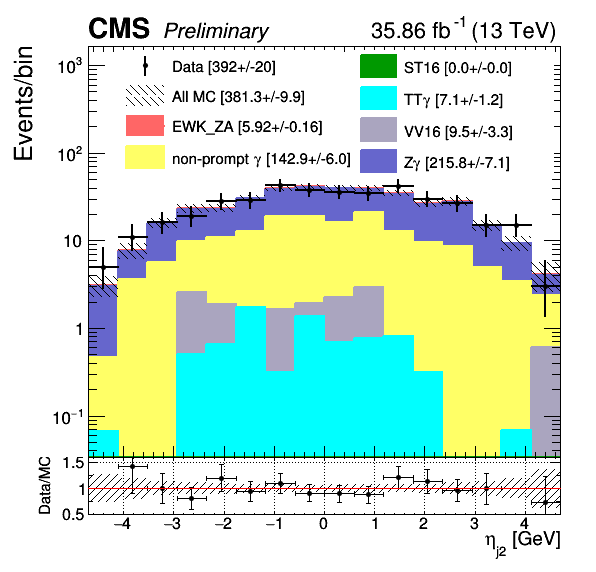 CMS Preliminary 35.86 fb⁻¹ (13 TeV)
Events/bin
Data [392+/-20]
All MC [381.3+/-9.9]
EWK_ZA [5.92+/-0.16]
non-prompt γ [142.9+/-6.0]
ST16 [0.0+/-0.0]
TTγ [7.1+/-1.2]
VV16 [9.5+/-3.3]
Zγ [215.8+/-7.1]
10³
10²
10
1
10⁻¹
Data/MC
1.5
1
0.5
−4 −3 −2 −1 0 1 2 3 4
η_j2 [GeV]